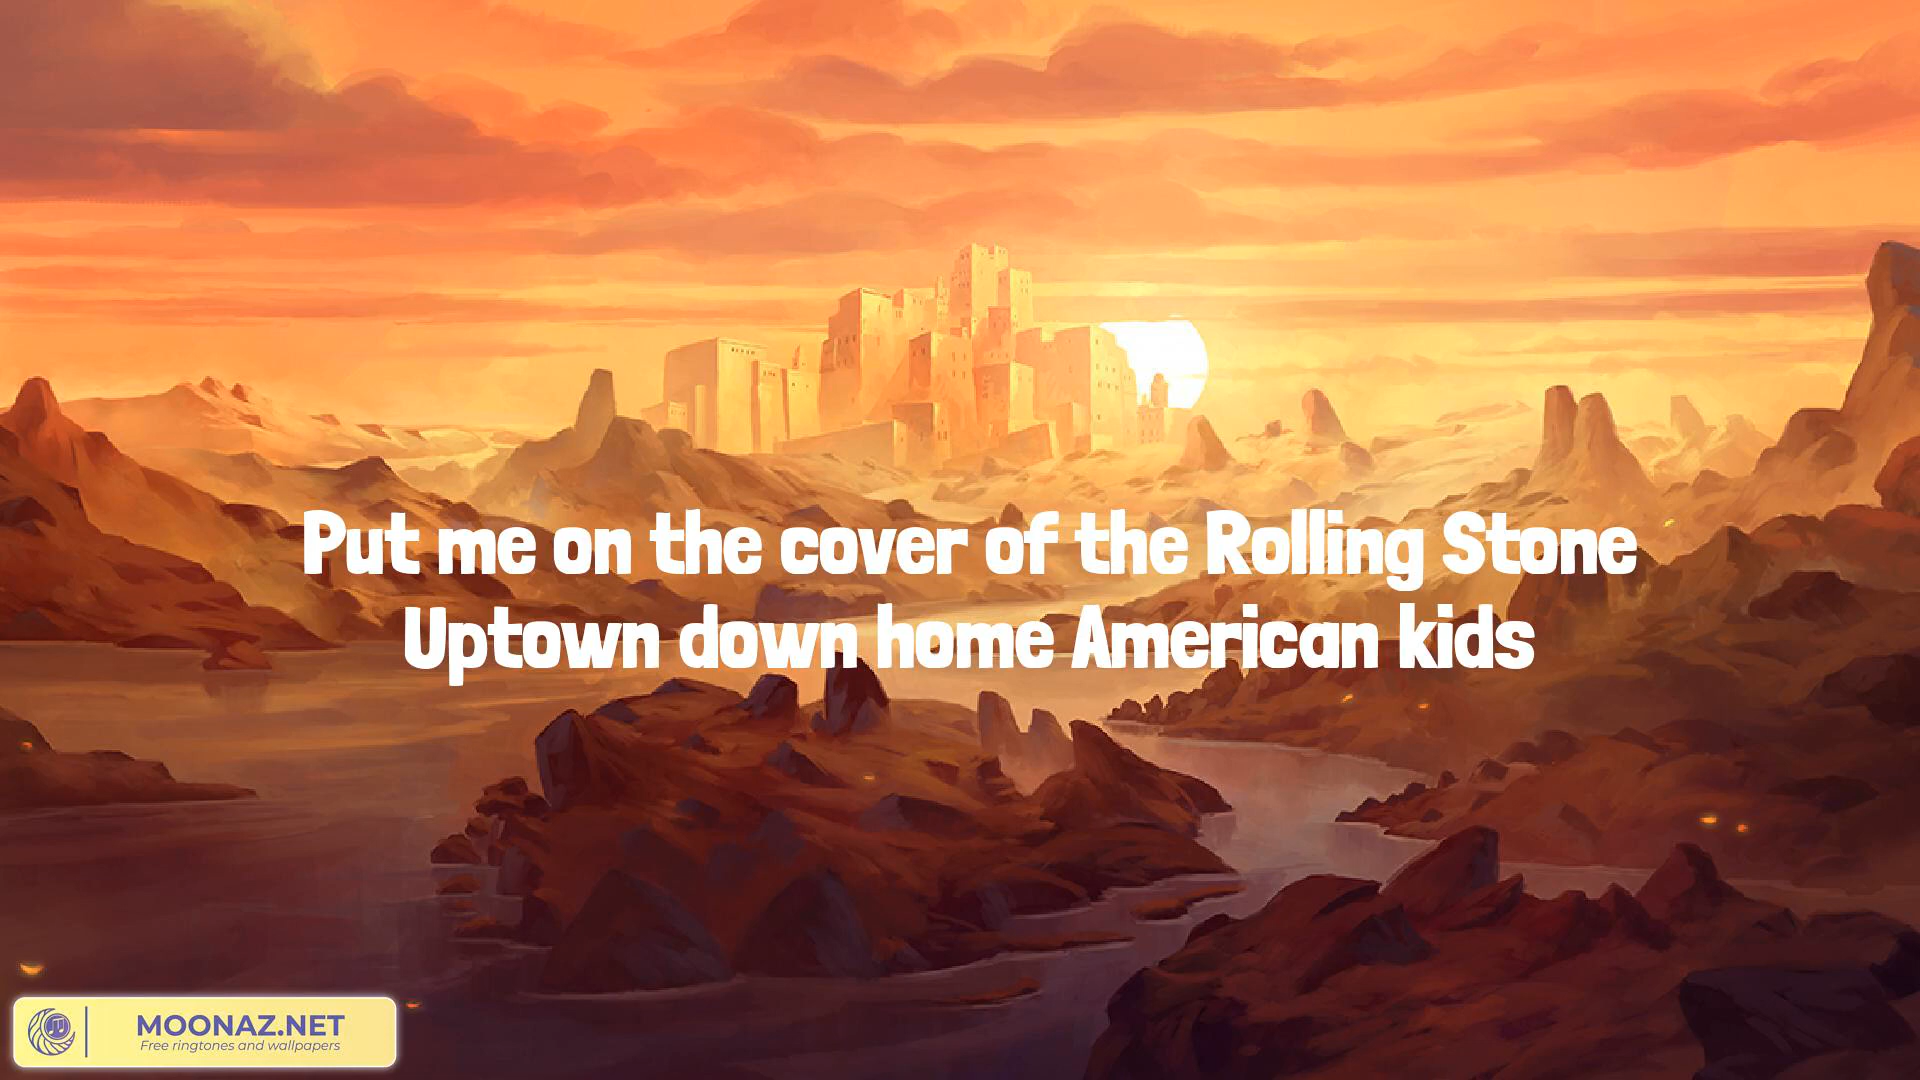 Put me on the cover of the Rolling Stone
Uptown down home American kids
MOONAZ.NET
Free ringtones and wallpapers